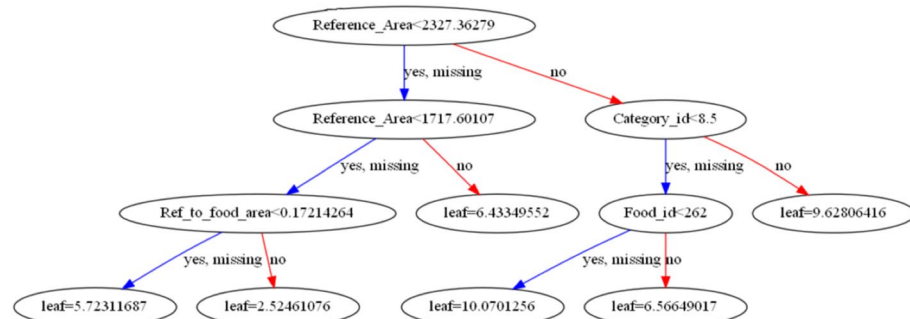 Reference_Area<2327.36279
yes, missing
no
Reference_Area<1717.60107
Category_id<8.5
yes, missing
no
yes, missing
no
Ref_to_food_area<0.17214264
leaf=6.43349552
Food_id<262
leaf=9.62806416
yes, missing
no
yes, missing
no
leaf=5.72311687
leaf=2.52461076
leaf=10.0701256
leaf=6.56649017